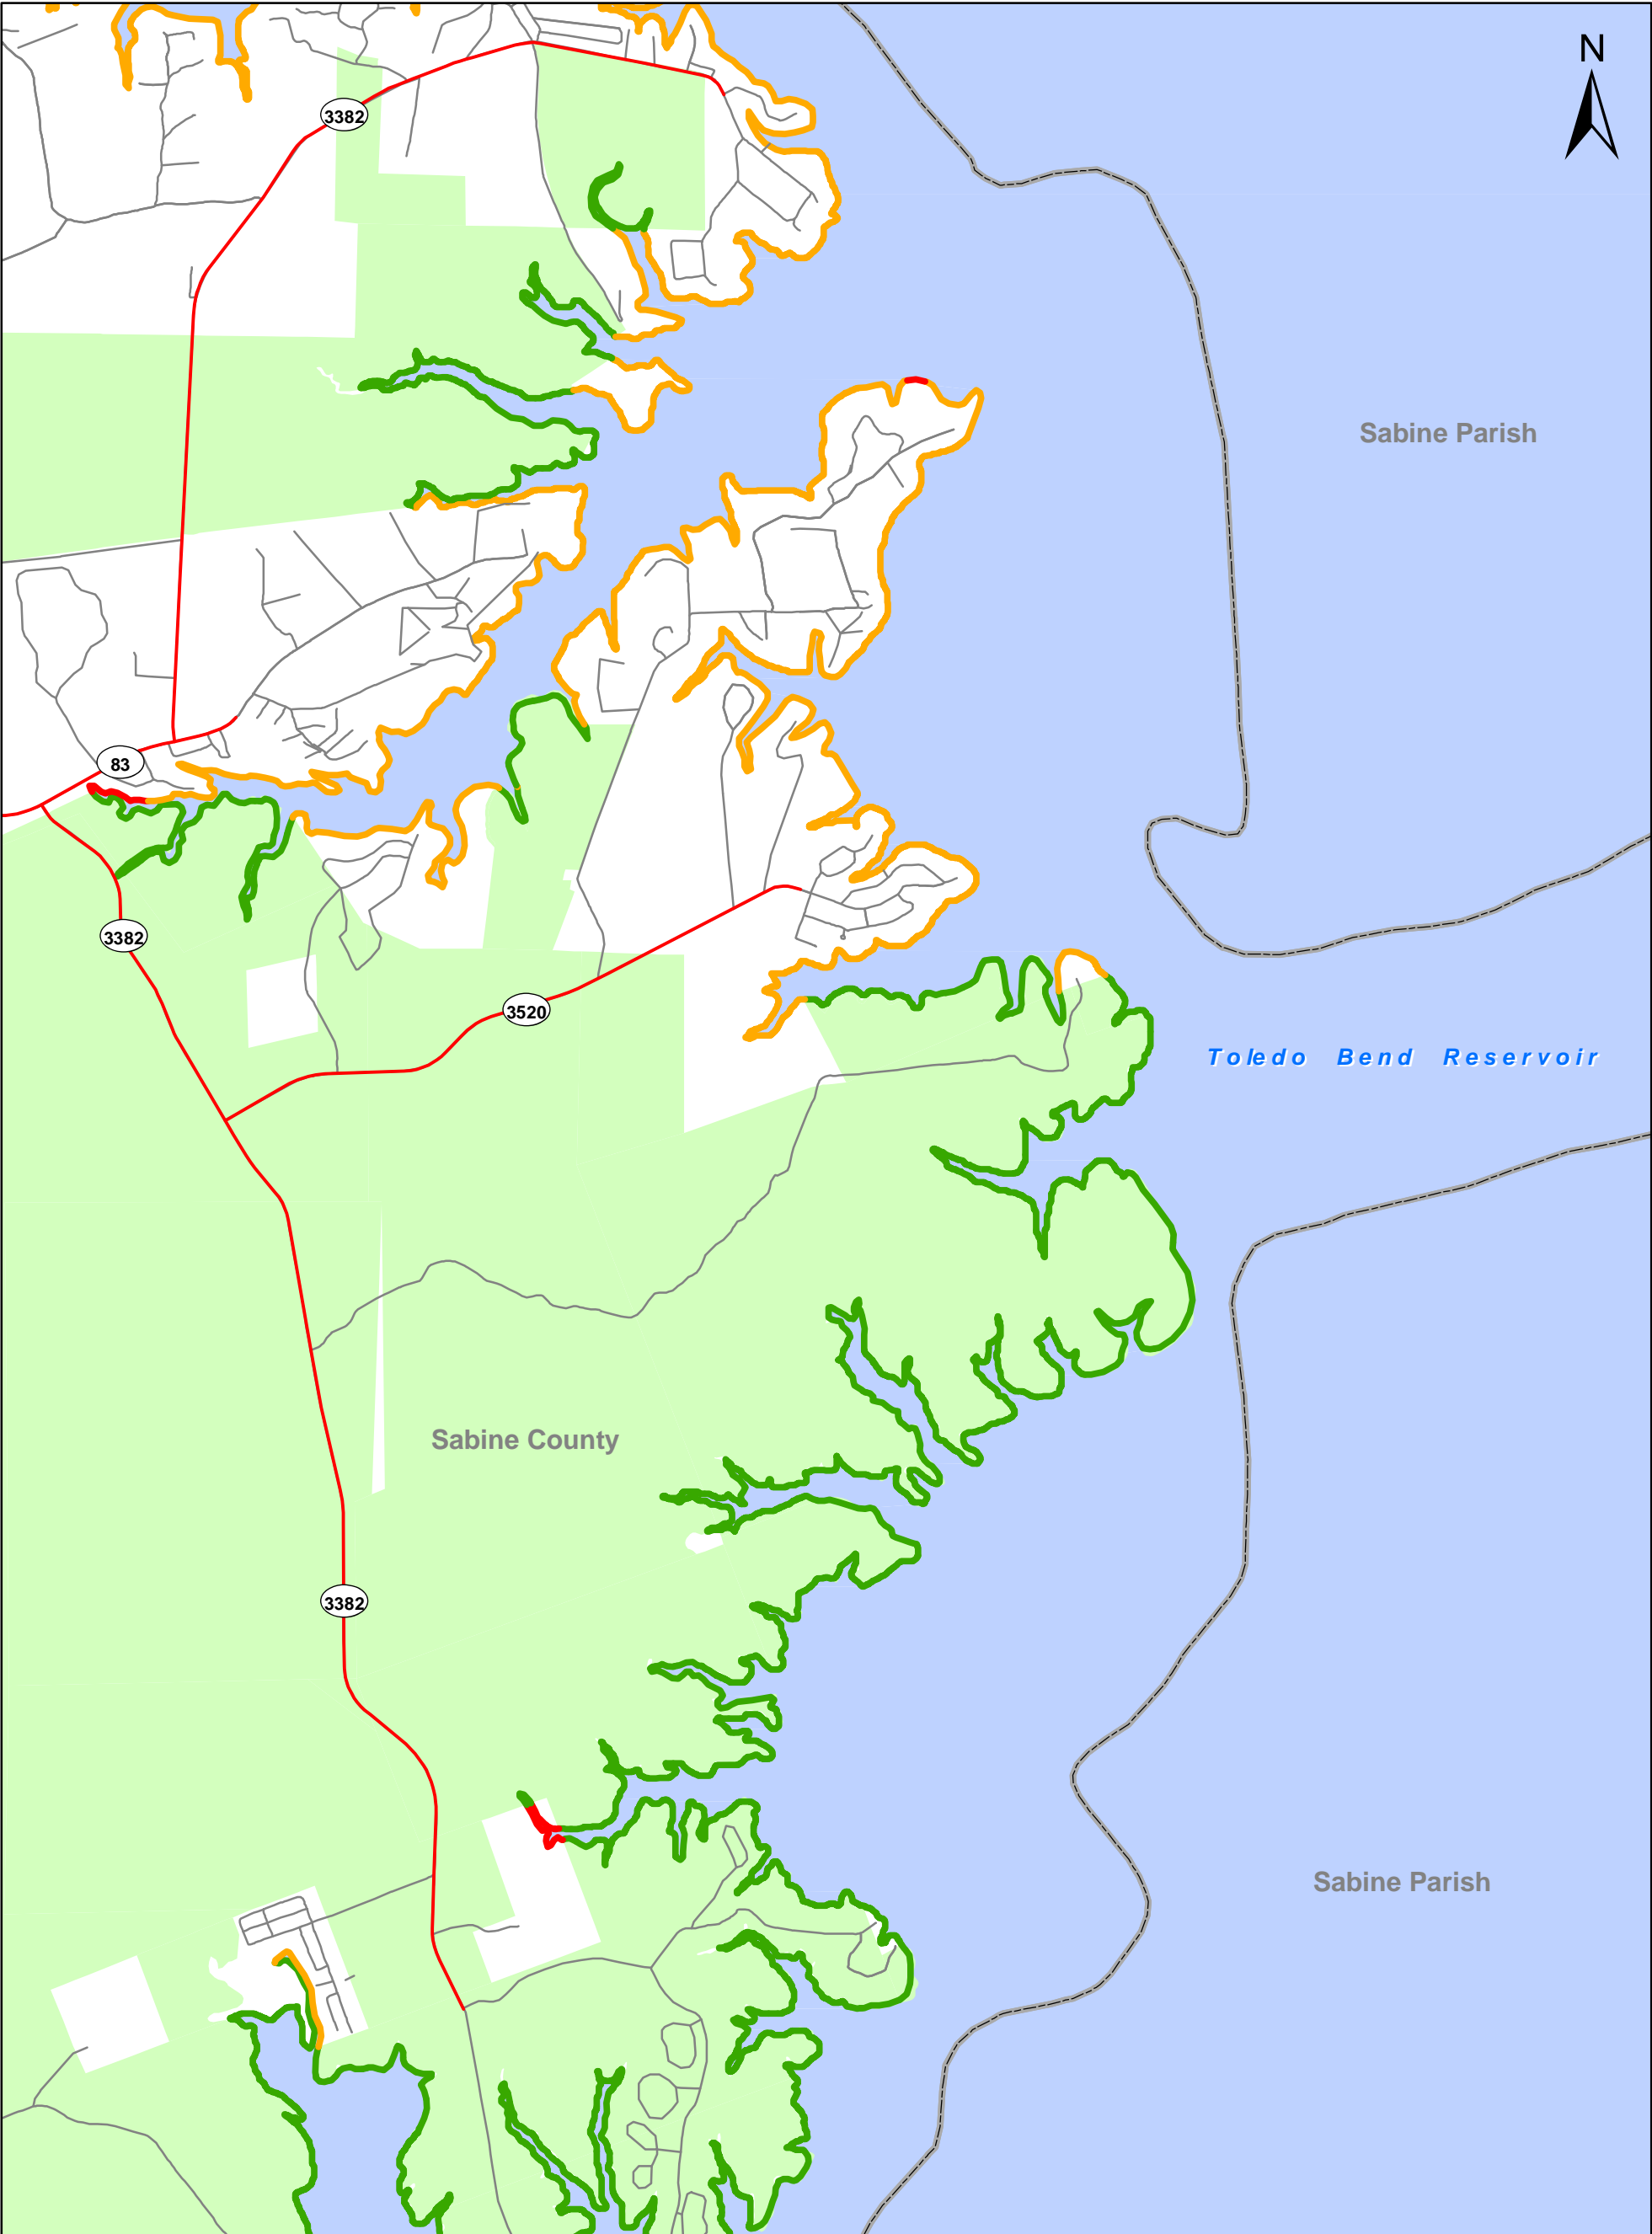 N
3382
Sabine Parish
83
3382
3520
Toledo Bend Reservoir
Sabine County
3382
Sabine Parish